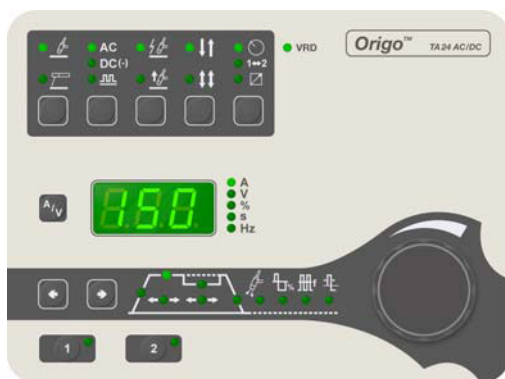 AC
DC(-)
1↔2
VRD
Origo™ TA24 AC/DC
A/V
150
A
V
%
s
Hz
%
f
1
2